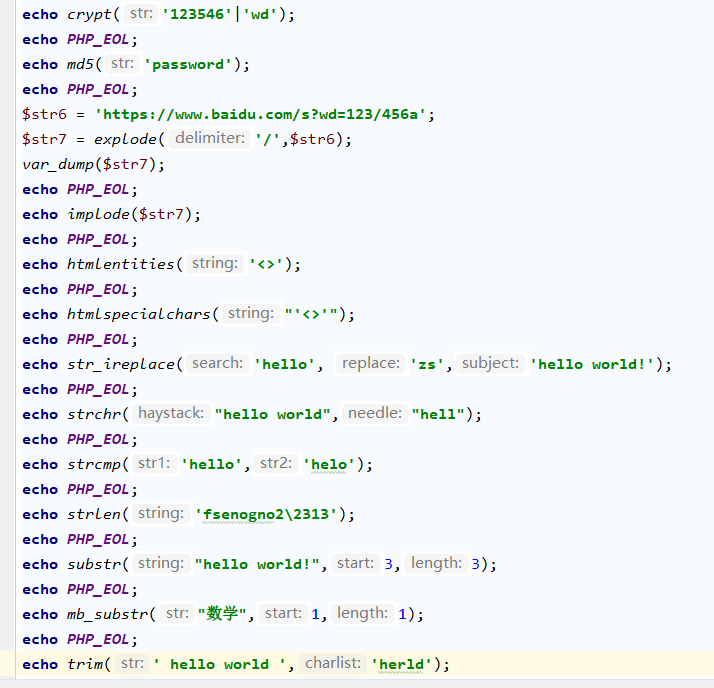 echo crypt( str: '123546'|'wd');
echo PHP_EOL;
echo md5( str: 'password');
echo PHP_EOL;
$str6 = 'https://www.baidu.com/s?wd=123/456a';
$str7 = explode( delimiter: '/',$str6);
var_dump($str7);
echo PHP_EOL;
echo implode($str7);
echo PHP_EOL;
echo htmlentities( string: '<>');
echo PHP_EOL;
echo htmlspecialchars( string: "'<>'");
echo PHP_EOL;
echo str_ireplace( search: 'hello', replace: 'zs', subject: 'hello world!');
echo PHP_EOL;
echo strchr( haystack: "hello world", needle: "hell");
echo PHP_EOL;
echo strcmp( str1: 'hello', str2: 'helo');
echo PHP_EOL;
echo strlen( string: 'fsenogno2\2313');
echo PHP_EOL;
echo substr( string: "hello world!", start: 3, length: 3);
echo PHP_EOL;
echo mb_substr( str: "数学", start: 1, length: 1);
echo PHP_EOL;
echo trim( str: ' hello world ', charlist: 'herld');